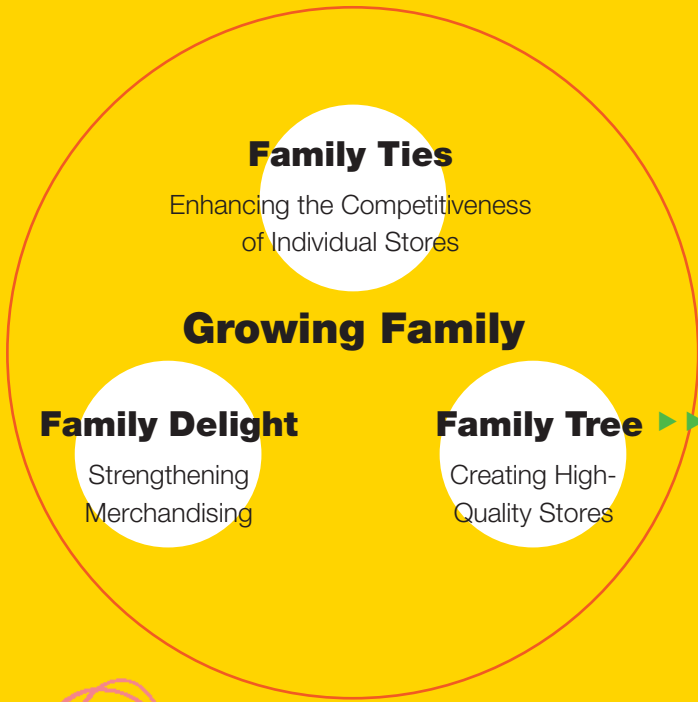 Family Ties
Enhancing the Competitiveness
of Individual Stores
Growing Family
Family Delight
Strengthening
Merchandising
Family Tree
Creating High-
Quality Stores